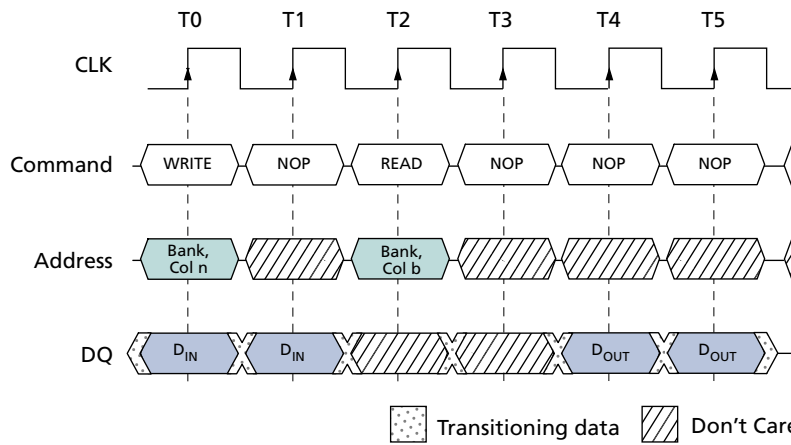 T0 T1 T2 T3 T4 T5
CLK
Command WRITE NOP READ NOP NOP NOP
Address Bank, Col n Bank, Col b
DQ DIN DIN DOUT DOUT
Transitioning data Don't Care